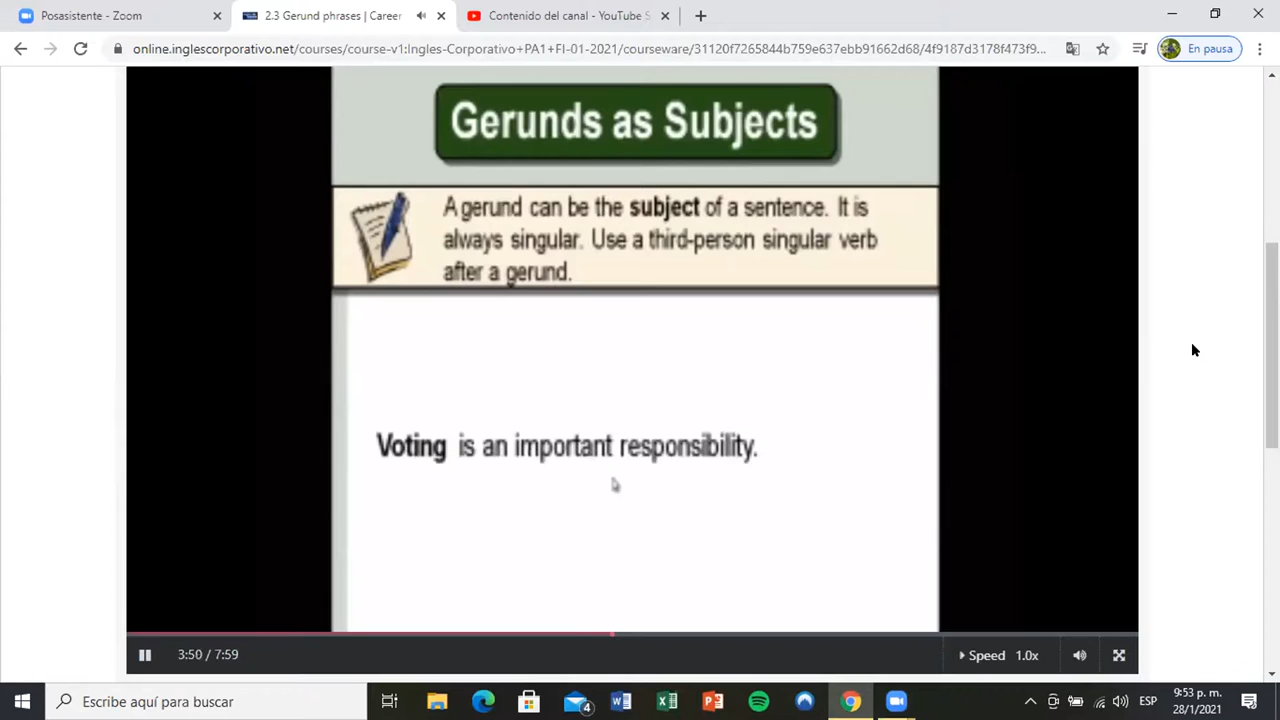 Posasistente - Zoom
2.3 Gerund phrases | Career
Contenido del canal - YouTube S
online.inglescorporativo.net/courses/course-v1:Ingles-Corporativo+PA1+FI-01-2021/courseware/31120f7265844b759e637ebb91662d68/4f9187d3178f473f9...
En pausa
Gerunds as Subjects
A gerund can be the subject of a sentence. It is
always singular. Use a third-person singular verb
after a gerund.
Voting is an important responsibility.
3:50 / 7:59
Speed 1.0x
Escribe aquí para buscar
4
ESP
9:53 p. m.
28/1/2021